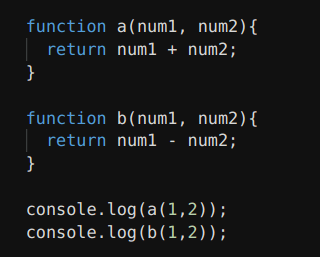 function a(num1, num2){
  return num1 + num2;
}

function b(num1, num2){
  return num1 - num2;
}

console.log(a(1,2));
console.log(b(1,2));